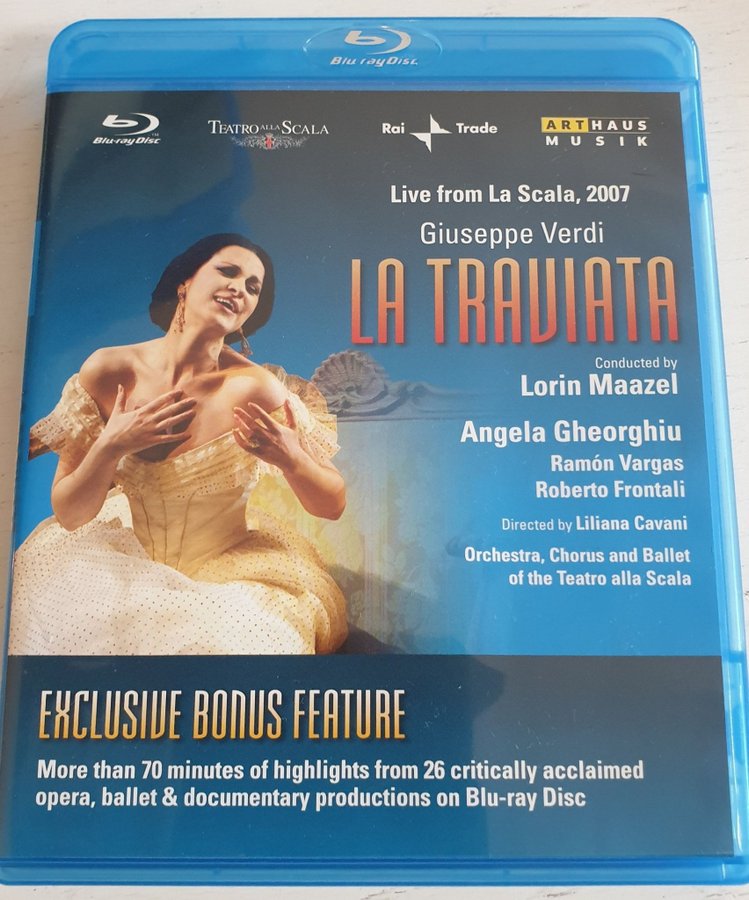 Blu-ray Disc
Blu-ray Disc™
TEATRO ALLA SCALA
Rai Trade
ARTHAUS
MUSIK
Live from La Scala, 2007
Giuseppe Verdi
LA TRAVIATA
Conducted by
Lorin Maazel
Angela Gheorghiu
Ramón Vargas
Roberto Frontali
Directed by Liliana Cavani
Orchestra, Chorus and Ballet
of the Teatro alla Scala
EXCLUSIVE BONUS FEATURE
More than 70 minutes of highlights from 26 critically acclaimed
opera, ballet & documentary productions on Blu-ray Disc